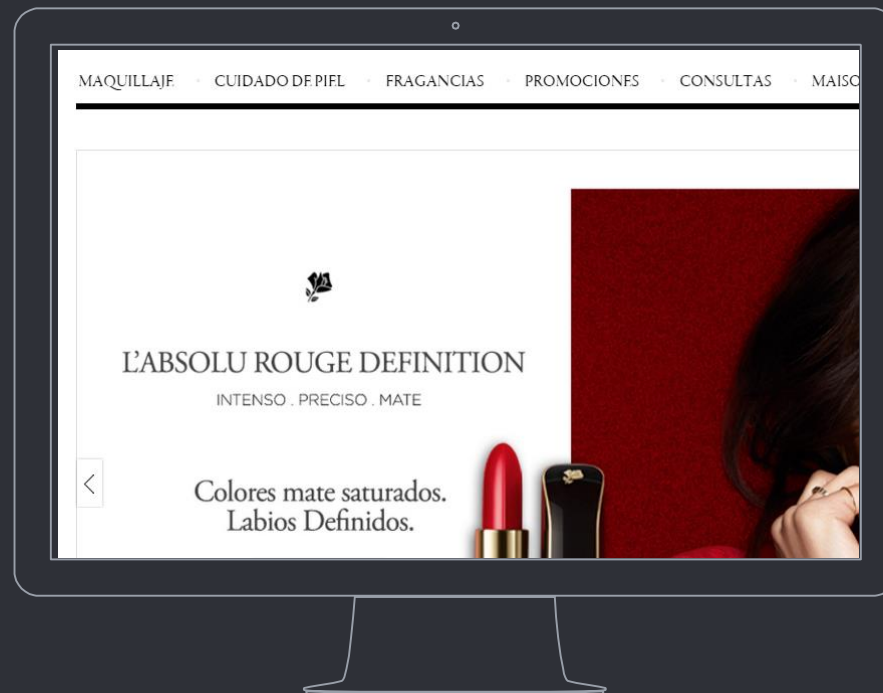 MAQUILLAJE CUIDADO DE PIEL FRAGANCIAS PROMOCIONES CONSULTAS MAISO
L'ABSOLU ROUGE DEFINITION
INTENSO . PRECISO . MATE
Colores mate saturados.
Labios Definidos.